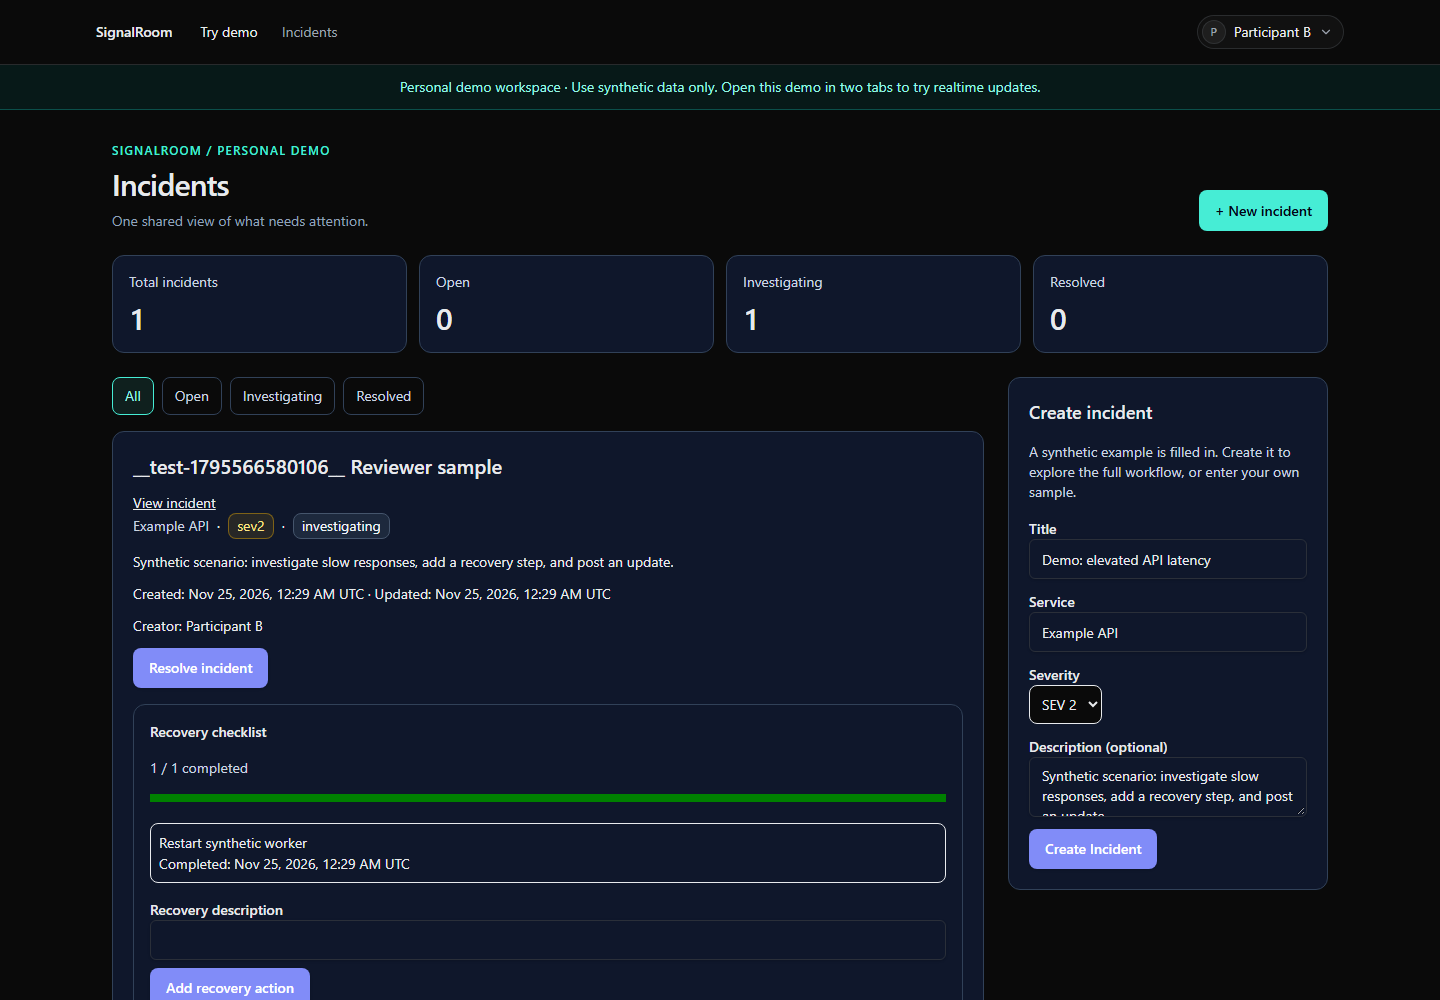 SignalRoom
Try demo
Incidents
P
Participant B
Personal demo workspace · Use synthetic data only. Open this demo in two tabs to try realtime updates.
SIGNALROOM / PERSONAL DEMO
Incidents
One shared view of what needs attention.
+ New incident
Total incidents
1
Open
0
Investigating
1
Resolved
0
All
Open
Investigating
Resolved
__test-1795566580106__ Reviewer sample
View incident
Example API · sev2 · investigating
Synthetic scenario: investigate slow responses, add a recovery step, and post an update.
Created: Nov 25, 2026, 12:29 AM UTC · Updated: Nov 25, 2026, 12:29 AM UTC
Creator: Participant B
Resolve incident
Recovery checklist
1 / 1 completed
Restart synthetic worker
Completed: Nov 25, 2026, 12:29 AM UTC
Recovery description
Add recovery action
Create incident
A synthetic example is filled in. Create it to
explore the full workflow, or enter your own
sample.
Title
Demo: elevated API latency
Service
Example API
Severity
SEV 2
Description (optional)
Synthetic scenario: investigate slow
responses, add a recovery step, and post
an update.
Create Incident